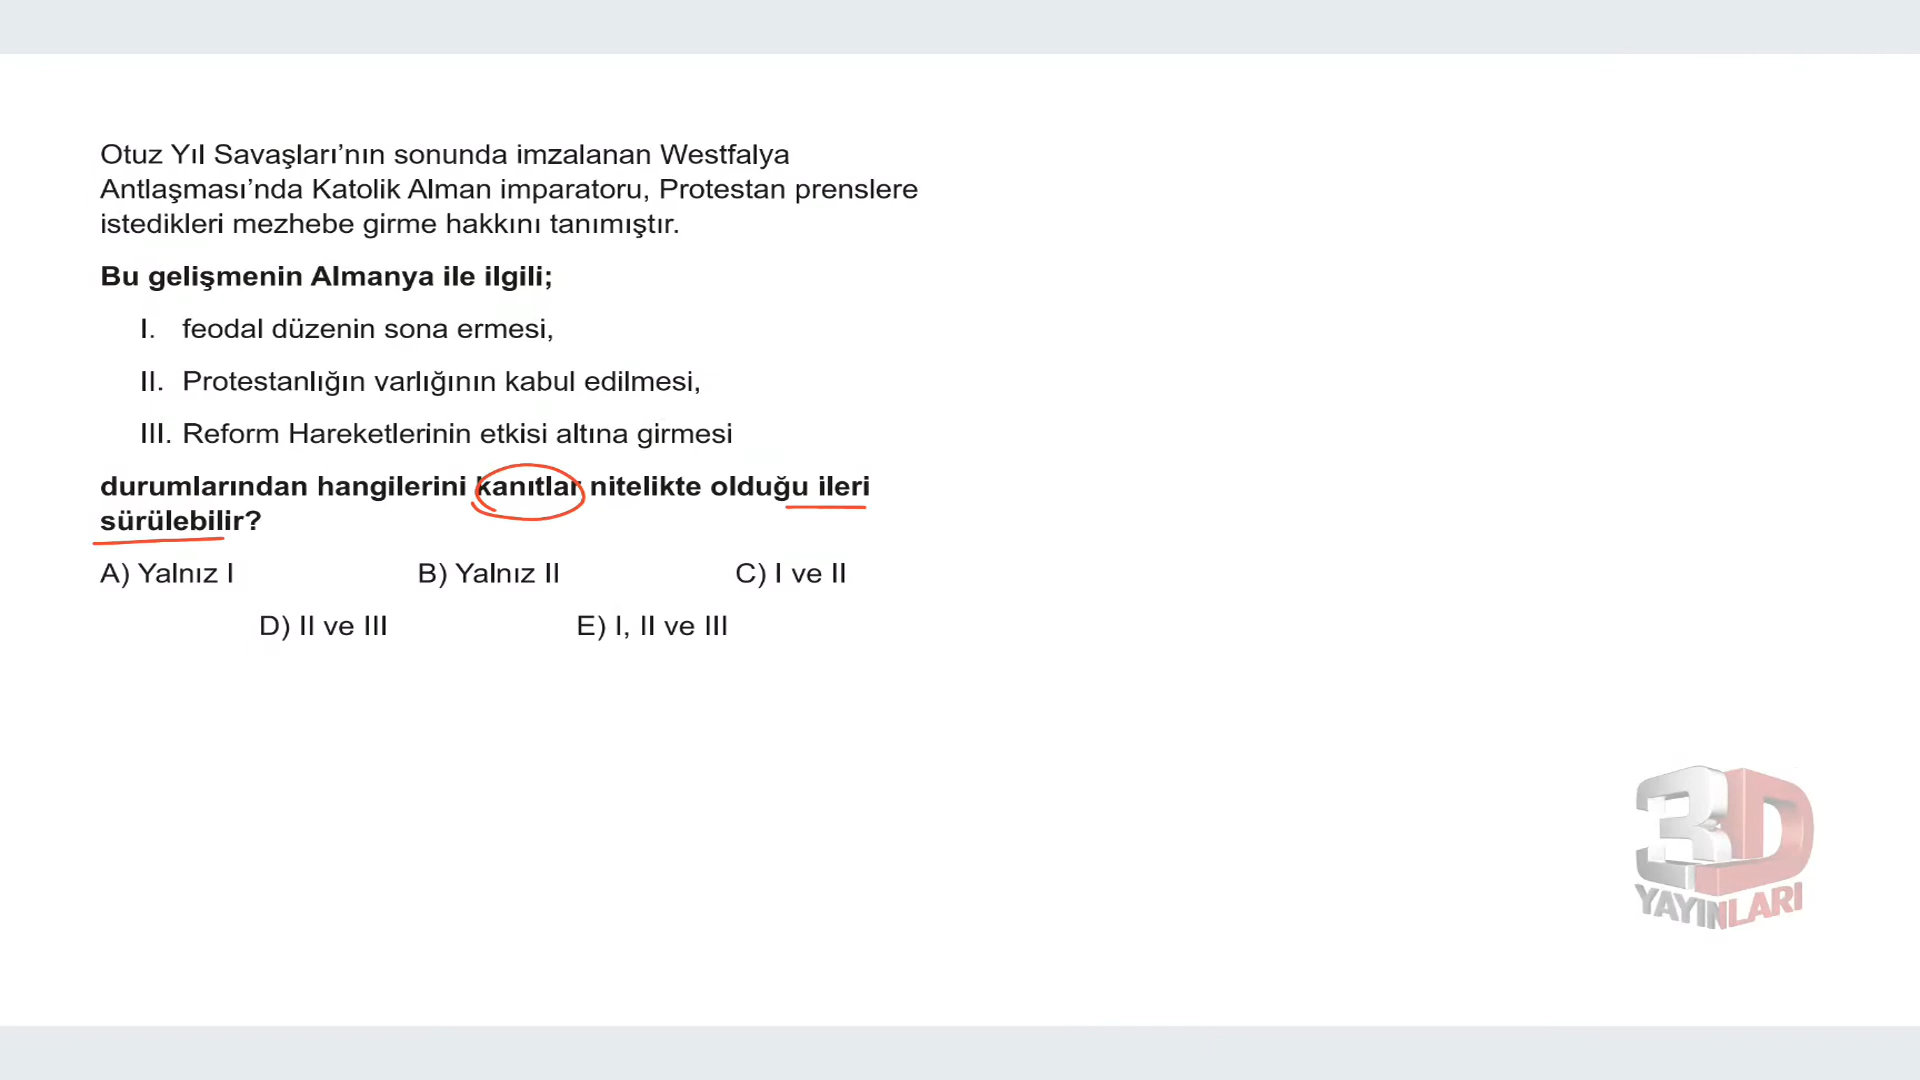 Otuz Yıl Savaşları’nın sonunda imzalanan Westfalya
Antlaşması’nda Katolik Alman imparatoru, Protestan prenslere
istedikleri mezhebe girme hakkını tanımıştır.
Bu gelişmenin Almanya ile ilgili;
I. feodal düzenin sona ermesi,
II. Protestanlığın varlığının kabul edilmesi,
III. Reform Hareketlerinin etkisi altına girmesi
durumlarından hangilerini kanıtlar nitelikte olduğu ileri
sürülebilir?
A) Yalnız I B) Yalnız II C) I ve II
D) II ve III E) I, II ve III
3D
YAYINLARI